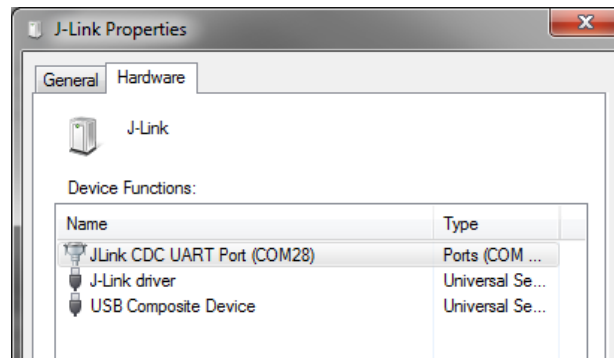 J-Link Properties
General Hardware
J-Link
Device Functions:
Name Type
JLink CDC UART Port (COM28) Ports (COM ...
J-Link driver Universal Se...
USB Composite Device Universal Se...